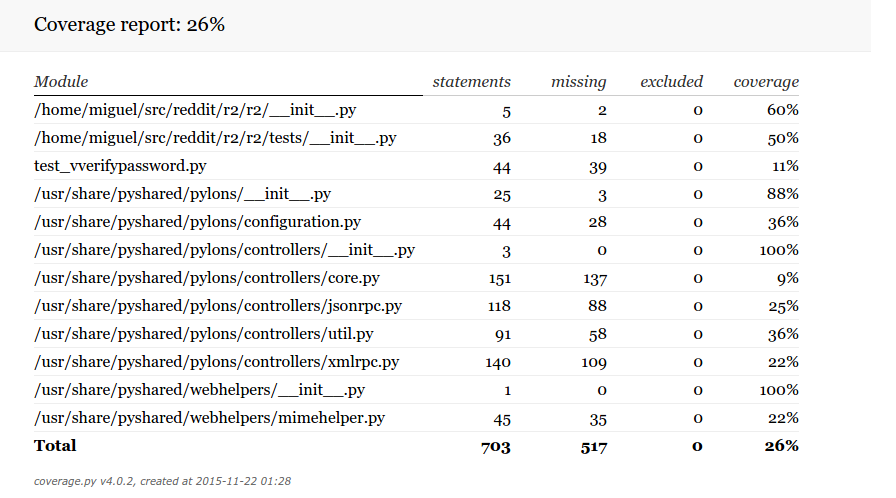 Coverage report: 26%
Module statements missing excluded coverage
/home/miguel/src/reddit/r2/r2/__init__.py 5 2 0 60%
/home/miguel/src/reddit/r2/r2/tests/__init__.py 36 18 0 50%
test_vverifypassword.py 44 39 0 11%
/usr/share/pyshared/pylons/__init__.py 25 3 0 88%
/usr/share/pyshared/pylons/configuration.py 44 28 0 36%
/usr/share/pyshared/pylons/controllers/__init__.py 3 0 0 100%
/usr/share/pyshared/pylons/controllers/core.py 151 137 0 9%
/usr/share/pyshared/pylons/controllers/jsonrpc.py 118 88 0 25%
/usr/share/pyshared/pylons/controllers/util.py 91 58 0 36%
/usr/share/pyshared/pylons/controllers/xmlrpc.py 140 109 0 22%
/usr/share/pyshared/webhelpers/__init__.py 1 0 0 100%
/usr/share/pyshared/webhelpers/mimehelper.py 45 35 0 22%
Total 703 517 0 26%
coverage.py v4.0.2, created at 2015-11-22 01:28